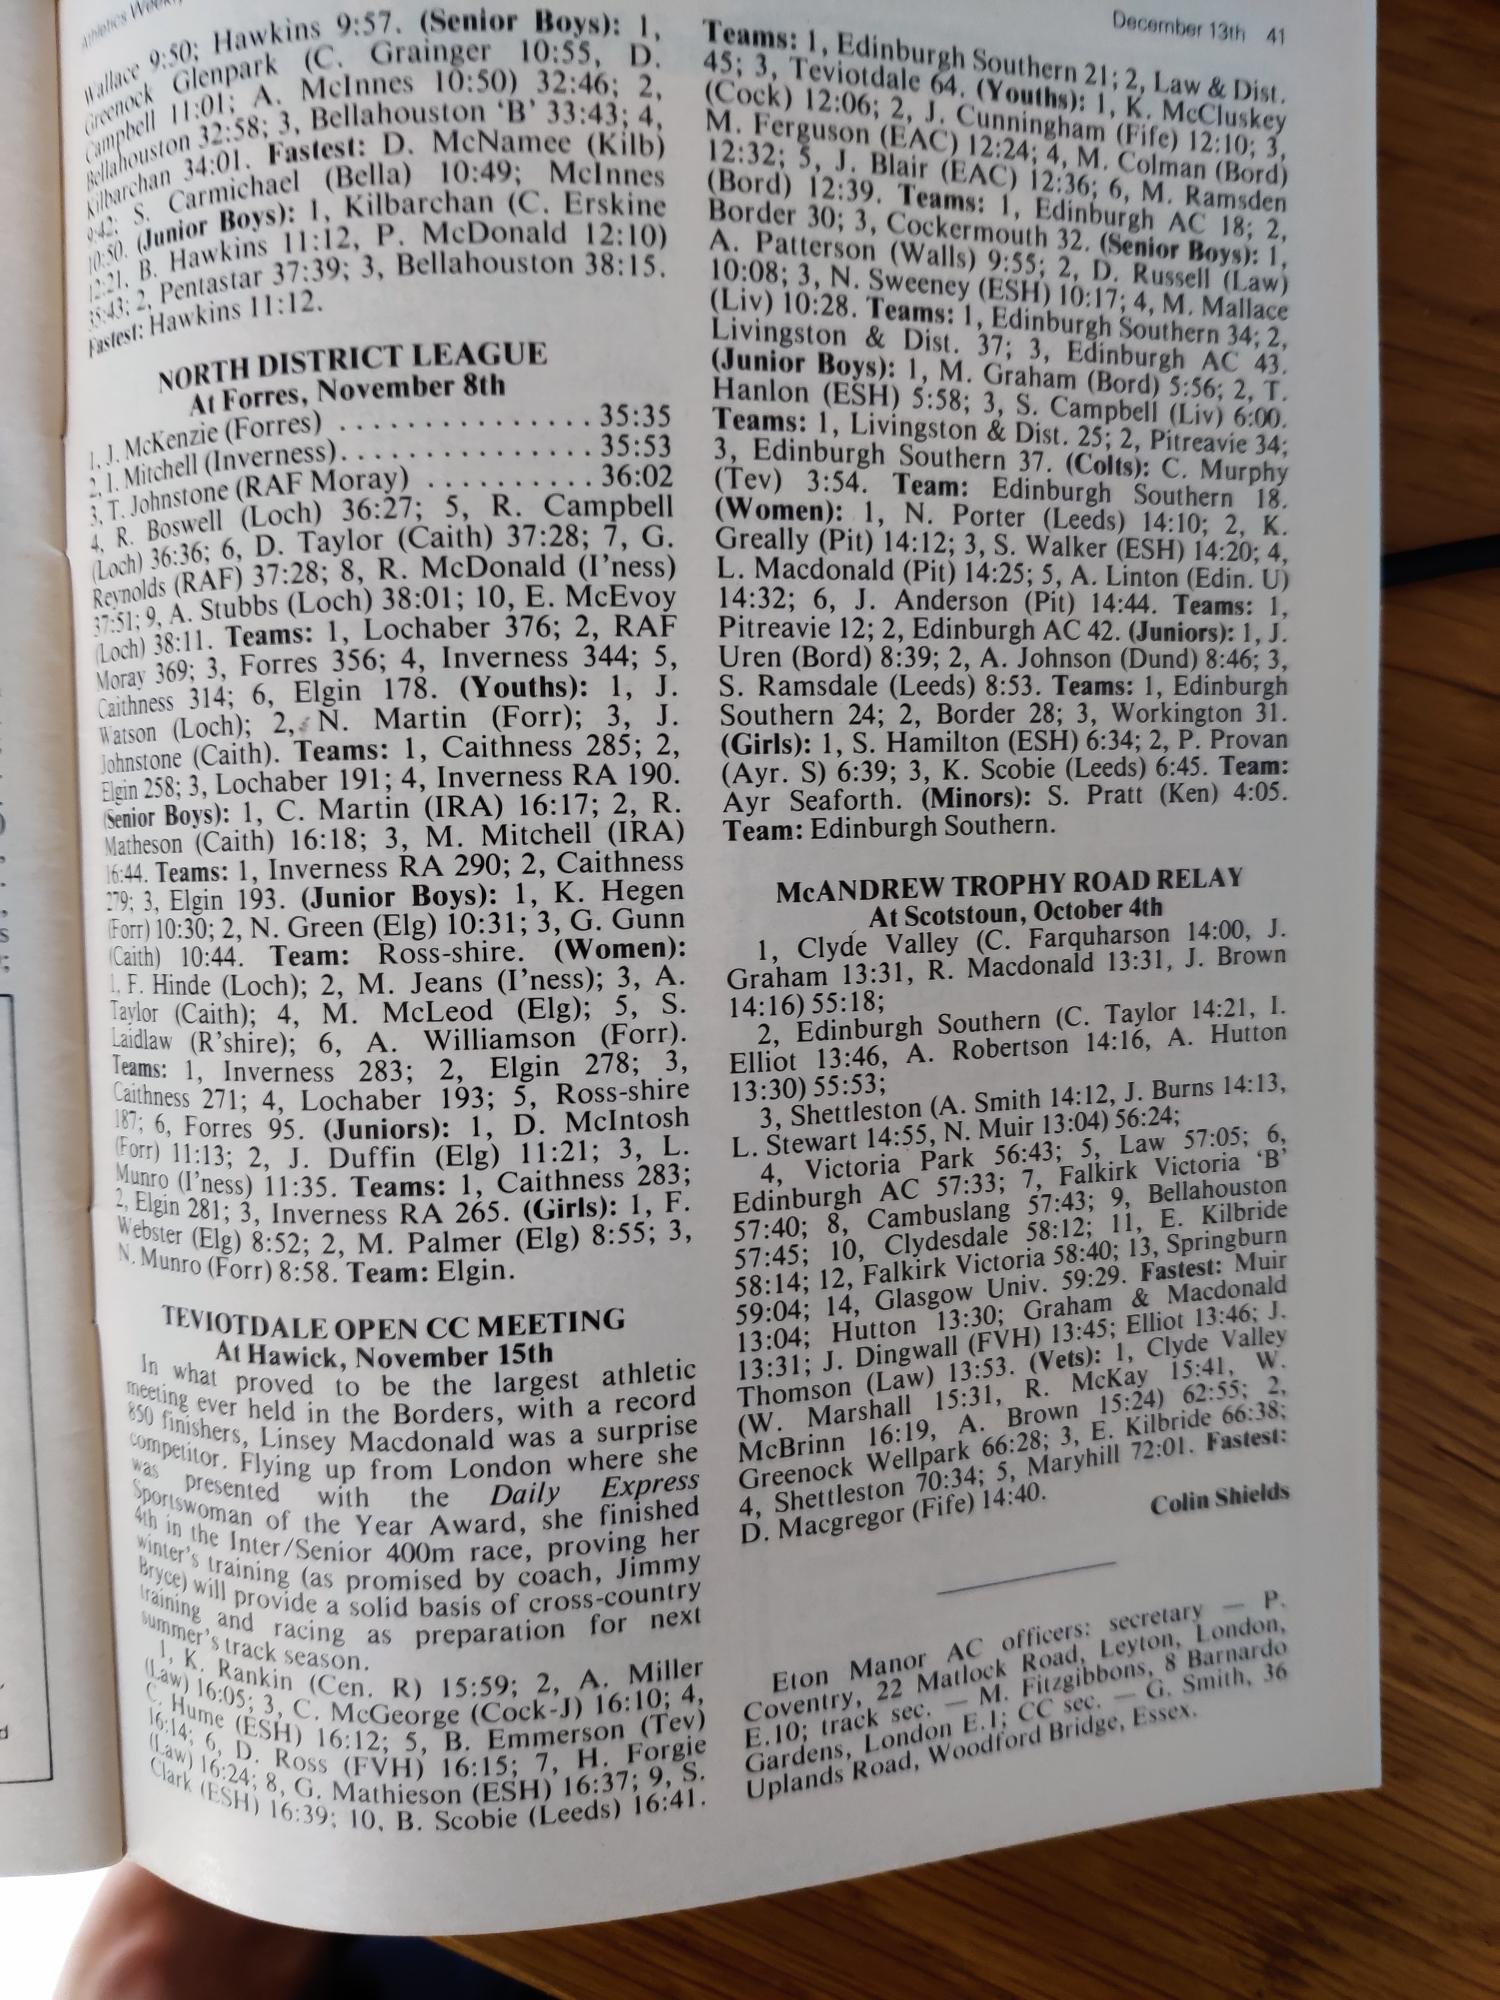 Athletics Weekly
December 13th 41
Wallace 9:50; Hawkins 9:57. (Senior Boys): 1,
Greenock Glenpark (C. Grainger 10:55, D.
Campbell 11:01; A. McInnes 10:50) 32:46; 2,
Bellahouston 32:58; 3, Bellahouston ‘B’ 33:43; 4,
Kilbarchan 34:01. Fastest: D. McNamee (Kilb)
9:42; S. Carmichael (Bella) 10:49; McInnes
10:50. (Junior Boys): 1, Kilbarchan (C. Erskine
12:21, B. Hawkins 11:12, P. McDonald 12:10)
35:43; 2, Pentastar 37:39; 3, Bellahouston 38:15.
Fastest: Hawkins 11:12.
NORTH DISTRICT LEAGUE
At Forres, November 8th
1, J. McKenzie (Forres) . . . . . . . . . . . . . . . 35:35
2, I. Mitchell (Inverness). . . . . . . . . . . . . . . 35:53
3, T. Johnstone (RAF Moray) . . . . . . . . . . 36:02
4, R. Boswell (Loch) 36:27; 5, R. Campbell
(Loch) 36:36; 6, D. Taylor (Caith) 37:28; 7, G.
Reynolds (RAF) 37:28; 8, R. McDonald (I’ness)
37:51; 9, A. Stubbs (Loch) 38:01; 10, E. McEvoy
(Loch) 38:11. Teams: 1, Lochaber 376; 2, RAF
Moray 369; 3, Forres 356; 4, Inverness 344; 5,
Caithness 314; 6, Elgin 178. (Youths): 1, J.
Watson (Loch); 2, N. Martin (Forr); 3, J.
Johnstone (Caith). Teams: 1, Caithness 285; 2,
Elgin 258; 3, Lochaber 191; 4, Inverness RA 190.
(Senior Boys): 1, C. Martin (IRA) 16:17; 2, R.
Matheson (Caith) 16:18; 3, M. Mitchell (IRA)
16:44. Teams: 1, Inverness RA 290; 2, Caithness
279; 3, Elgin 193. (Junior Boys): 1, K. Hegen
(Forr) 10:30; 2, N. Green (Elg) 10:31; 3, G. Gunn
(Caith) 10:44. Team: Ross-shire. (Women):
1, F. Hinde (Loch); 2, M. Jeans (I’ness); 3, A.
Taylor (Caith); 4, M. McLeod (Elg); 5, S.
Laidlaw (R’shire); 6, A. Williamson (Forr).
Teams: 1, Inverness 283; 2, Elgin 278; 3,
Caithness 271; 4, Lochaber 193; 5, Ross-shire
187; 6, Forres 95. (Juniors): 1, D. McIntosh
(Forr) 11:13; 2, J. Duffin (Elg) 11:21; 3, L.
Munro (I’ness) 11:35. Teams: 1, Caithness 283;
2, Elgin 281; 3, Inverness RA 265. (Girls): 1, F.
Webster (Elg) 8:52; 2, M. Palmer (Elg) 8:55; 3,
N. Munro (Forr) 8:58. Team: Elgin.
TEVIOTDALE OPEN CC MEETING
At Hawick, November 15th
In what proved to be the largest athletic
meeting ever held in the Borders, with a record
850 finishers, Linsey Macdonald was a surprise
competitor. Flying up from London where she
was presented with the Daily Express
Sportswoman of the Year Award, she finished
4th in the Inter/Senior 400m race, proving her
winter’s training (as promised by coach, Jimmy
Bryce) will provide a solid basis of cross-country
training and racing as preparation for next
summer’s track season.
1, K. Rankin (Cen. R) 15:59; 2, A. Miller
(Law) 16:05; 3, C. McGeorge (Cock-J) 16:10; 4,
C. Hume (ESH) 16:12; 5, B. Emmerson (Tev)
16:14; 6, D. Ross (FVH) 16:15; 7, H. Forgie
(Law) 16:24; 8, G. Mathieson (ESH) 16:37; 9, S.
Clark (ESH) 16:39; 10, B. Scobie (Leeds) 16:41.
Teams: 1, Edinburgh Southern 21; 2, Law & Dist.
45; 3, Teviotdale 64. (Youths): 1, K. McCluskey
(Cock) 12:06; 2, J. Cunningham (Fife) 12:10; 3,
M. Ferguson (EAC) 12:24; 4, M. Colman (Bord)
12:32; 5, J. Blair (EAC) 12:36; 6, M. Ramsden
(Bord) 12:39. Teams: 1, Edinburgh AC 18; 2,
Border 30; 3, Cockermouth 32. (Senior Boys): 1,
A. Patterson (Walls) 9:55; 2, D. Russell (Law)
10:08; 3, N. Sweeney (ESH) 10:17; 4, M. Mallace
(Liv) 10:28. Teams: 1, Edinburgh Southern 34; 2,
Livingston & Dist. 37; 3, Edinburgh AC 43.
(Junior Boys): 1, M. Graham (Bord) 5:56; 2, T.
Hanlon (ESH) 5:58; 3, S. Campbell (Liv) 6:00.
Teams: 1, Livingston & Dist. 25; 2, Pitreavie 34;
3, Edinburgh Southern 37. (Colts): C. Murphy
(Tev) 3:54. Team: Edinburgh Southern 18.
(Women): 1, N. Porter (Leeds) 14:10; 2, K.
Greally (Pit) 14:12; 3, S. Walker (ESH) 14:20; 4,
L. Macdonald (Pit) 14:25; 5, A. Linton (Edin. U)
14:32; 6, J. Anderson (Pit) 14:44. Teams: 1,
Pitreavie 12; 2, Edinburgh AC 42. (Juniors): 1, J.
Uren (Bord) 8:39; 2, A. Johnson (Dund) 8:46; 3,
S. Ramsdale (Leeds) 8:53. Teams: 1, Edinburgh
Southern 24; 2, Border 28; 3, Workington 31.
(Girls): 1, S. Hamilton (ESH) 6:34; 2, P. Provan
(Ayr. S) 6:39; 3, K. Scobie (Leeds) 6:45. Team:
Ayr Seaforth. (Minors): S. Pratt (Ken) 4:05.
Team: Edinburgh Southern.
McANDREW TROPHY ROAD RELAY
At Scotstoun, October 4th
1, Clyde Valley (C. Farquharson 14:00, J.
Graham 13:31, R. Macdonald 13:31, J. Brown
14:16) 55:18;
2, Edinburgh Southern (C. Taylor 14:21, I.
Elliot 13:46, A. Robertson 14:16, A. Hutton
13:30) 55:53;
3, Shettleston (A. Smith 14:12, J. Burns 14:13,
L. Stewart 14:55, N. Muir 13:04) 56:24;
4, Victoria Park 56:43; 5, Law 57:05; 6,
Edinburgh AC 57:33; 7, Falkirk Victoria ‘B’
57:40; 8, Cambuslang 57:43; 9, Bellahouston
57:45; 10, Clydesdale 58:12; 11, E. Kilbride
58:14; 12, Falkirk Victoria 58:40; 13, Springburn
59:04; 14, Glasgow Univ. 59:29. Fastest: Muir
13:04; Hutton 13:30; Graham & Macdonald
13:31; J. Dingwall (FVH) 13:45; Elliot 13:46; J.
Thomson (Law) 13:53. (Vets): 1, Clyde Valley
(W. Marshall 15:31, R. McKay 15:41, W.
McBrinn 16:19, A. Brown 15:24) 62:55; 2,
Greenock Wellpark 66:28; 3, E. Kilbride 66:38;
4, Shettleston 70:34; 5, Maryhill 72:01. Fastest:
D. Macgregor (Fife) 14:40.
Colin Shields
Eton Manor AC officers: secretary — P.
Coventry, 22 Matlock Road, Leyton, London,
E.10; track sec. — M. Fitzgibbons, 8 Barnardo
Gardens, London E.1; CC sec. — G. Smith, 36
Uplands Road, Woodford Bridge, Essex.